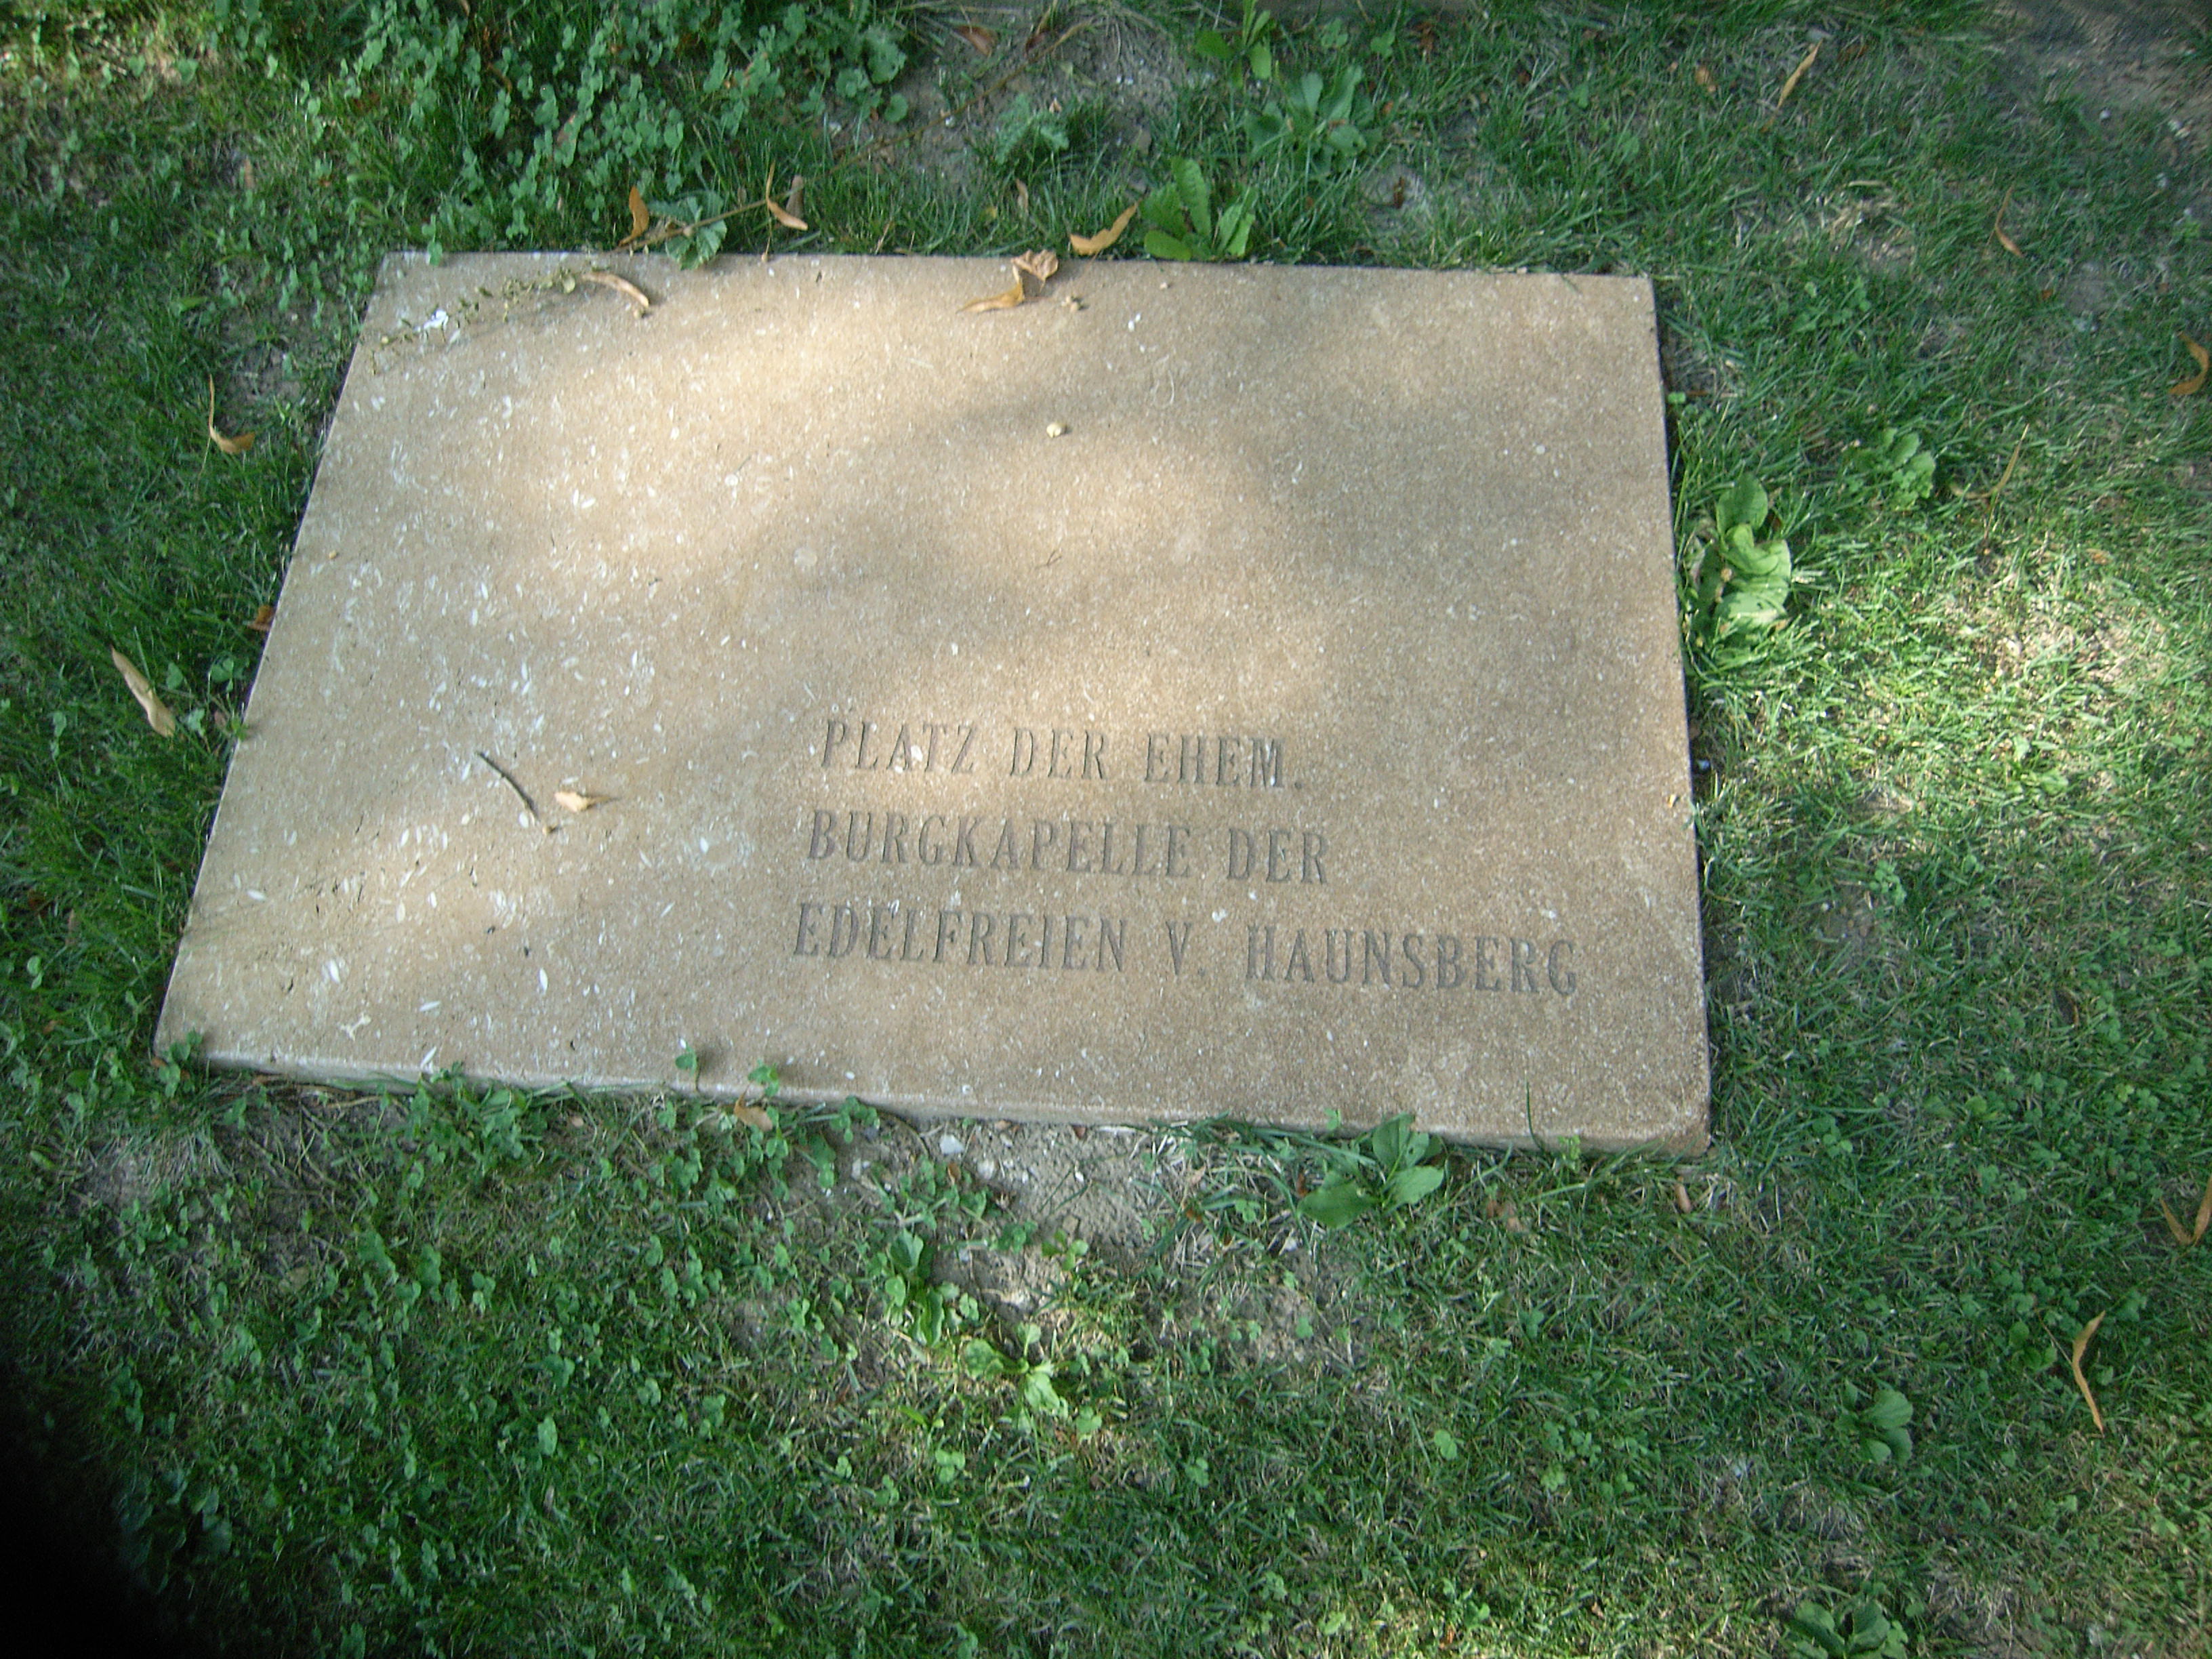 PLATZ DER EHEM.
BURGKAPELLE DER
EDELFREIEN V. HAUNSBERG